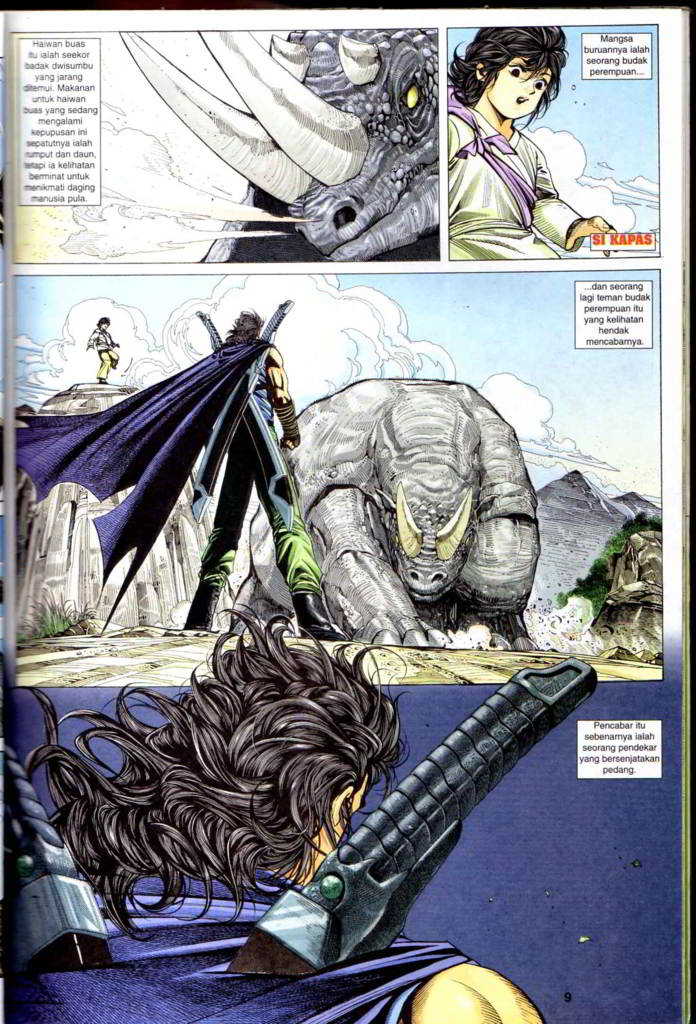 Haiwan buas
itu ialah seekor
badak dwisumbu
yang jarang
ditemui. Makanan
untuk haiwan
buas yang sedang
mengalami
kepupusan ini
sepatutnya ialah
rumput dan daun,
tetapi ia kelihatan
berminat untuk
menikmati daging
manusia pula.
Mangsa
buruannya ialah
seorang budak
perempuan...
SI KAPAS
...dan seorang
lagi teman budak
perempuan itu
yang kelihatan
hendak
mencabarnya.
Pencabar itu
sebenarnya ialah
seorang pendekar
yang bersenjatakan
pedang.
9